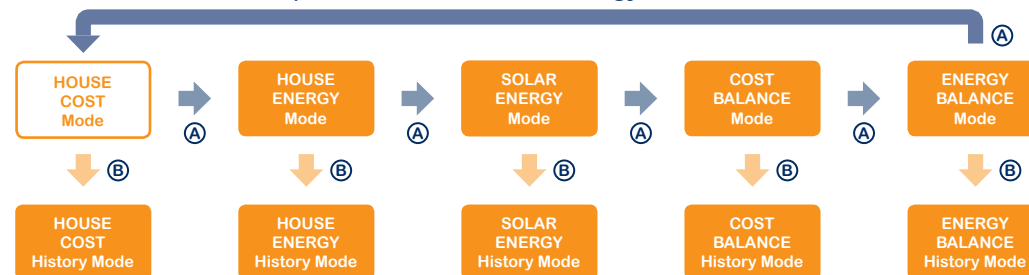 A
HOUSE
COST
Mode
A
HOUSE
ENERGY
Mode
A
SOLAR
ENERGY
Mode
A
COST
BALANCE
Mode
A
ENERGY
BALANCE
Mode
B
B
B
B
B
HOUSE
COST
History Mode
HOUSE
ENERGY
History Mode
SOLAR
ENERGY
History Mode
COST
BALANCE
History Mode
ENERGY
BALANCE
History Mode